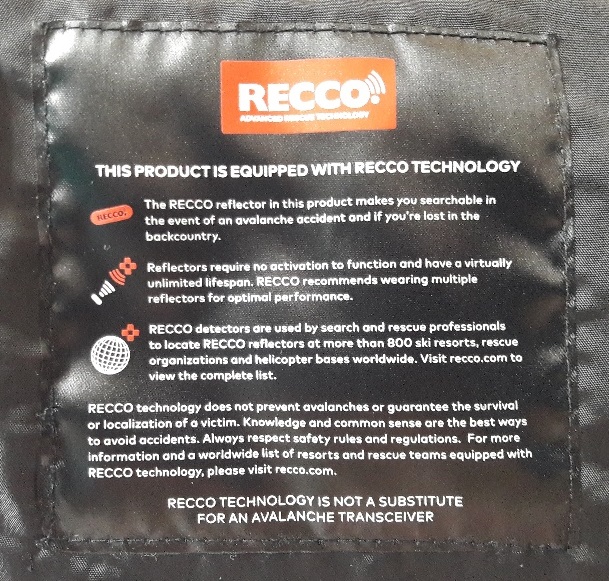 RECCO
ADVANCED RESCUE TECHNOLOGY
THIS PRODUCT IS EQUIPPED WITH RECCO TECHNOLOGY
The RECCO reflector in this product makes you searchable in
the event of an avalanche accident and if you're lost in the
backcountry.
RECCO.
Reflectors require no activation to function and have a virtually
unlimited lifespan. RECCO recommends wearing multiple
reflectors for optimal performance.
RECCO detectors are used by search and rescue professionals
to locate RECCO reflectors at more than 800 ski resorts, rescue
organizations and helicopter bases worldwide. Visit recco.com to
view the complete list.
RECCO technology does not prevent avalanches or guarantee the survival
or localization of a victim. Knowledge and common sense are the best ways
to avoid accidents. Always respect safety rules and regulations. For more
information and a worldwide list of resorts and rescue teams equipped with
RECCO technology, please visit recco.com.
RECCO TECHNOLOGY IS NOT A SUBSTITUTE
FOR AN AVALANCHE TRANSCEIVER